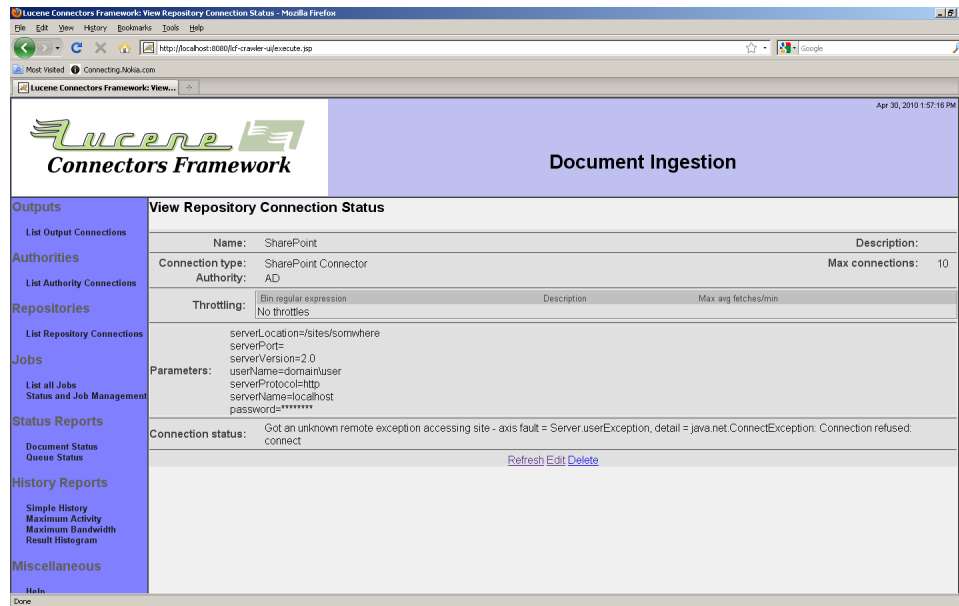 Lucene Connectors Framework: View Repository Connection Status - Mozilla Firefox
File Edit View History Bookmarks Tools Help
http://localhost:8080/lcf-crawler-ui/execute.jsp
Google
Most Visited Connecting.Nokia.com
Lucene Connectors Framework: View...
Apr 30, 2010 1:57:16 PM
Lucene
Connectors Framework
Document Ingestion
Outputs
List Output Connections
Authorities
List Authority Connections
Repositories
List Repository Connections
Jobs
List all Jobs
Status and Job Management
Status Reports
Document Status
Queue Status
History Reports
Simple History
Maximum Activity
Maximum Bandwidth
Result Histogram
Miscellaneous
Help
View Repository Connection Status
Name: SharePoint Description:
Connection type: SharePoint Connector Max connections: 10
Authority: AD
Throttling: Bin regular expression Description Max avg fetches/min
No throttles
Parameters:
serverLocation=/sites/somwhere
serverPort=
serverVersion=2.0
userName=domain\user
serverProtocol=http
serverName=localhost
password=********
Connection status: Got an unknown remote exception accessing site - axis fault = Server.userException, detail = java.net.ConnectException: Connection refused:
connect
Refresh Edit Delete
Done